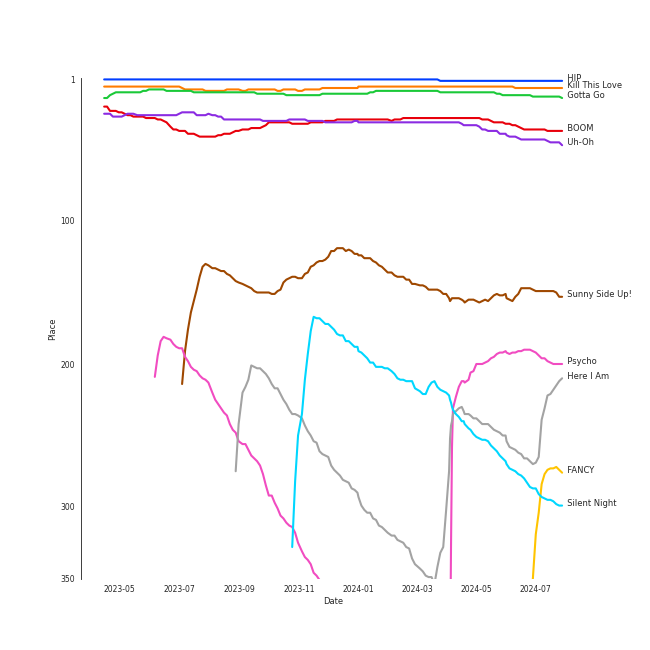 1
HIP
Kill This Love
Gotta Go
BOOM
Uh-Oh
100
Sunny Side Up!
Place
200
Psycho
Here I Am
FANCY
300
Silent Night
350
2023-05 2023-07 2023-09 2023-11 2024-01 2024-03 2024-05 2024-07
Date